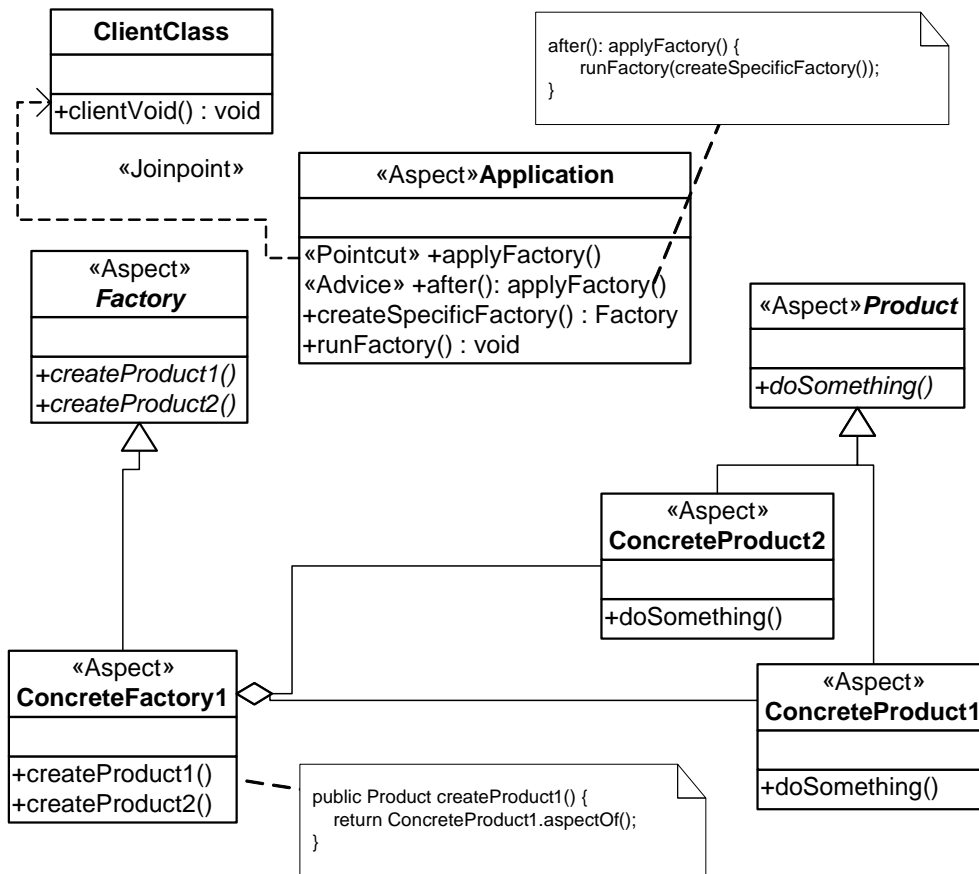 ClientClass
+clientVoid() : void
after(): applyFactory() {
runFactory(createSpecificFactory());
}
«Joinpoint»
«Aspect»Application
«Pointcut» +applyFactory()
«Advice» +after(): applyFactory()
+createSpecificFactory() : Factory
+runFactory() : void
«Aspect»
Factory
+createProduct1()
+createProduct2()
«Aspect»Product
+doSomething()
«Aspect»
ConcreteProduct2
+doSomething()
«Aspect»
ConcreteFactory1
+createProduct1()
+createProduct2()
«Aspect»
ConcreteProduct1
+doSomething()
public Product createProduct1() {
return ConcreteProduct1.aspectOf();
}